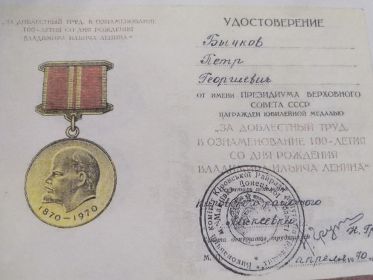 "ЗА ДОБЛЕСТНЫЙ ТРУД. В ОЗНАМЕНОВАНИЕ
100-ЛЕТИЯ СО ДНЯ РОЖДЕНИЯ
ВЛАДИМИРА ИЛЬИЧА ЛЕНИНА"
1870-1970
УДОСТОВЕРЕНИЕ
Бычков
Петр
Георгиевич
ОТ ИМЕНИ ПРЕЗИДИУМА ВЕРХОВНОГО
СОВЕТА СССР
НАГРАЖДЕН ЮБИЛЕЙНОЙ МЕДАЛЬЮ
"ЗА ДОБЛЕСТНЫЙ ТРУД
В ОЗНАМЕНОВАНИЕ 100-ЛЕТИЯ
СО ДНЯ РОЖДЕНИЯ
ВЛАДИМИРА ИЛЬИЧА ЛЕНИНА"
М.
апреля 70